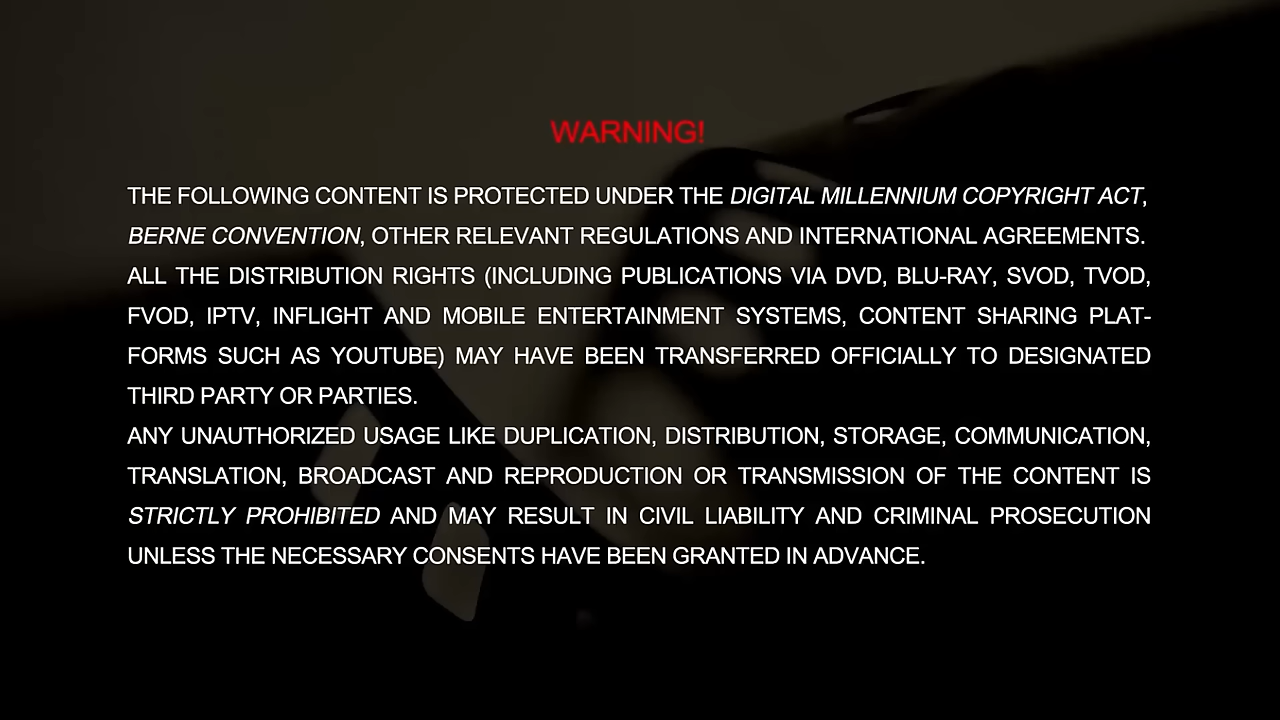 WARNING!
THE FOLLOWING CONTENT IS PROTECTED UNDER THE DIGITAL MILLENNIUM COPYRIGHT ACT,
BERNE CONVENTION, OTHER RELEVANT REGULATIONS AND INTERNATIONAL AGREEMENTS.
ALL THE DISTRIBUTION RIGHTS (INCLUDING PUBLICATIONS VIA DVD, BLU-RAY, SVOD, TVOD,
FVOD, IPTV, INFLIGHT AND MOBILE ENTERTAINMENT SYSTEMS, CONTENT SHARING PLAT-
FORMS SUCH AS YOUTUBE) MAY HAVE BEEN TRANSFERRED OFFICIALLY TO DESIGNATED
THIRD PARTY OR PARTIES.
ANY UNAUTHORIZED USAGE LIKE DUPLICATION, DISTRIBUTION, STORAGE, COMMUNICATION,
TRANSLATION, BROADCAST AND REPRODUCTION OR TRANSMISSION OF THE CONTENT IS
STRICTLY PROHIBITED AND MAY RESULT IN CIVIL LIABILITY AND CRIMINAL PROSECUTION
UNLESS THE NECESSARY CONSENTS HAVE BEEN GRANTED IN ADVANCE.